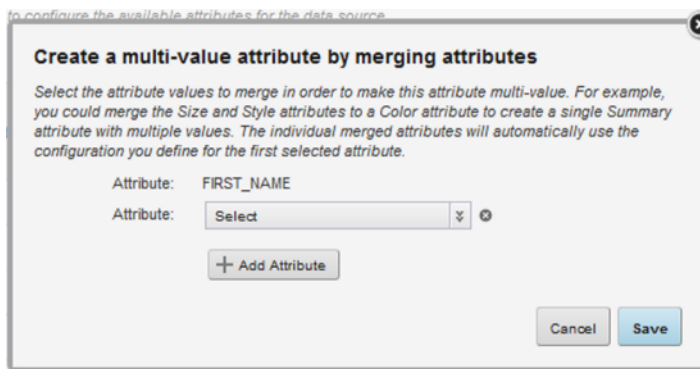 to configure the available attributes for the data source
Create a multi-value attribute by merging attributes
Select the attribute values to merge in order to make this attribute multi-value. For example,
you could merge the Size and Style attributes to a Color attribute to create a single Summary
attribute with multiple values. The individual merged attributes will automatically use the
configuration you define for the first selected attribute.
Attribute: FIRST_NAME
Attribute: Select
Add Attribute
Cancel Save